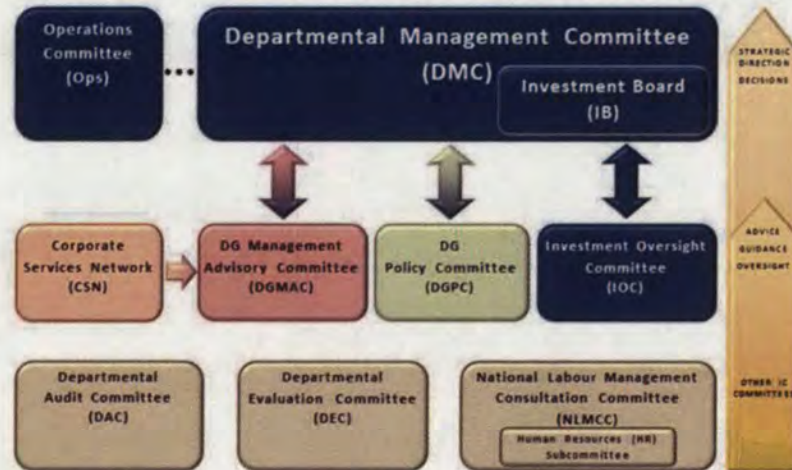 Operations
Committee
(Ops)
Departmental Management Committee
(DMC)
Investment Board
(IB)
STRATEGIC
DIRECTION
DECISIONS
Corporate
Services Network
(CSN)
DG Management
Advisory Committee
(DGMAC)
DG
Policy Committee
(DGPC)
Investment Oversight
Committee
(IOC)
ADVICE
GUIDANCE
OVERSIGHT
Departmental
Audit Committee
(DAC)
Departmental
Evaluation Committee
(DEC)
National Labour Management
Consultation Committee
(NLMCC)
Human Resources (HR)
Subcommittee
OTHER IC
COMMITTEES